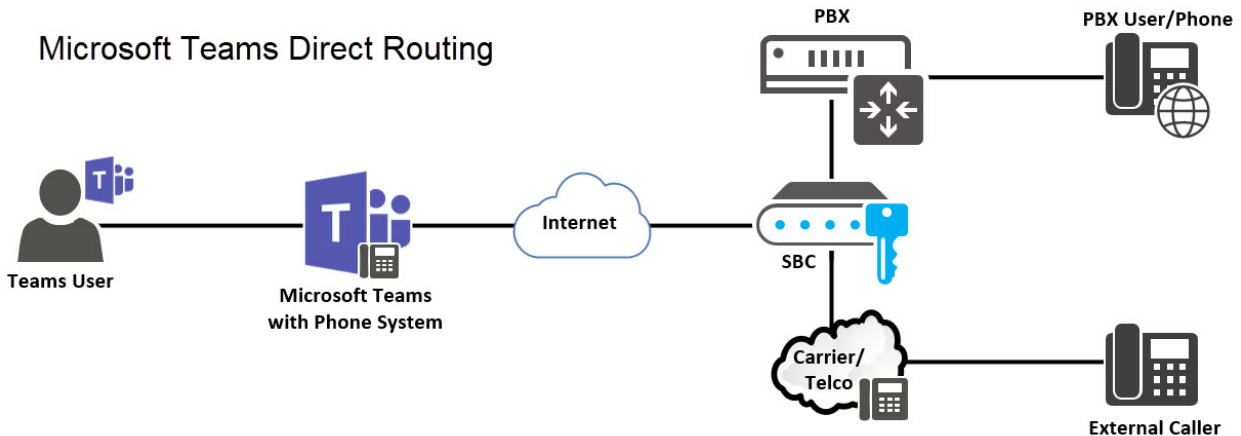 Microsoft Teams Direct Routing
PBX
PBX User/Phone
T
Teams User
T
Microsoft Teams
with Phone System
Internet
SBC
Carrier/
Telco
External Caller